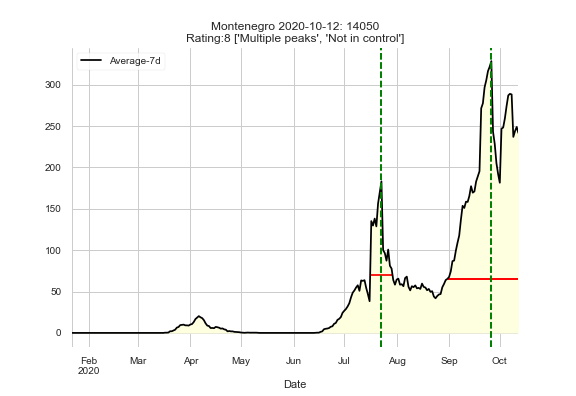 Montenegro 2020-10-12: 14050
Rating:8 ['Multiple peaks', 'Not in control']
Average-7d
300
250
200
150
100
50
0
Feb Mar Apr May Jun Jul Aug Sep Oct
2020
Date